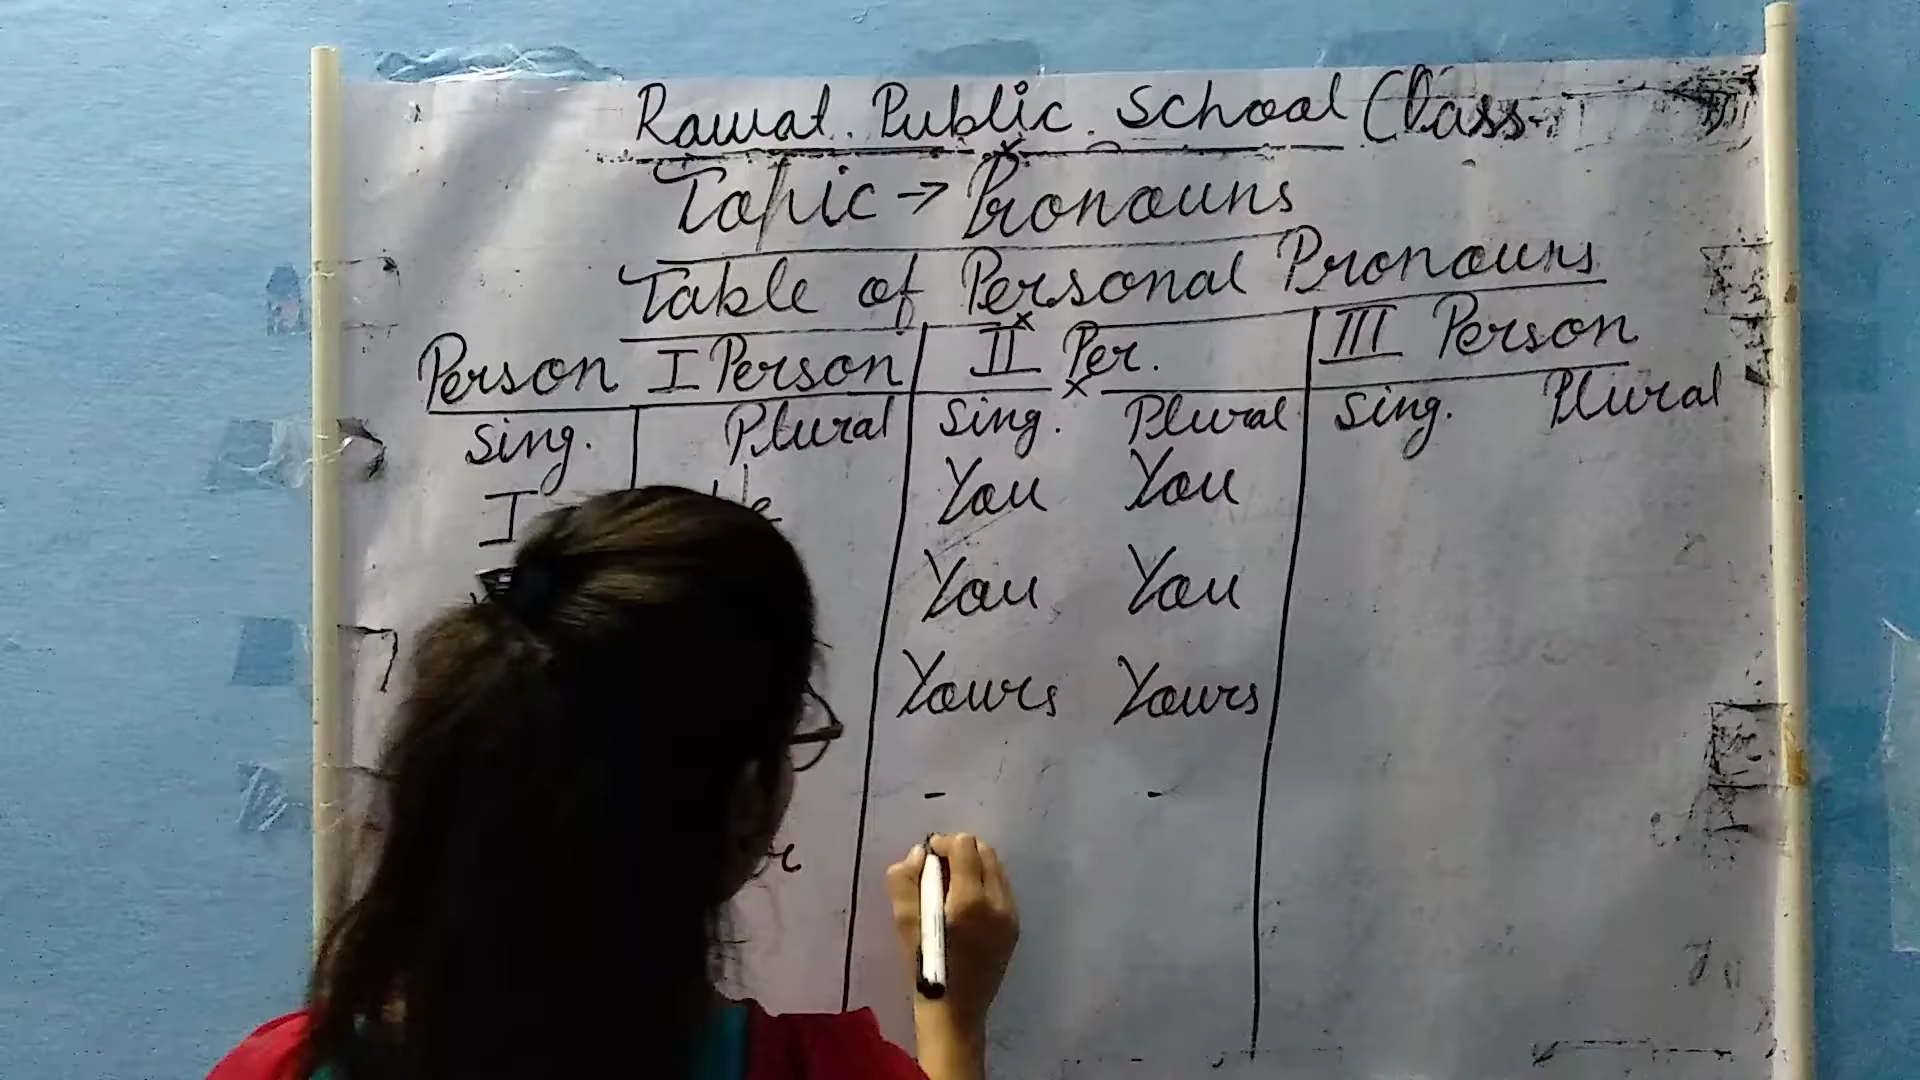 Rawat. Public. School Class-
Topic → Pronouns
Table of Personal Pronouns
Person I Person II Per. III Person
Sing. Plural Sing. Plural Sing. Plural
I You You
You You
Yours Yours
- -